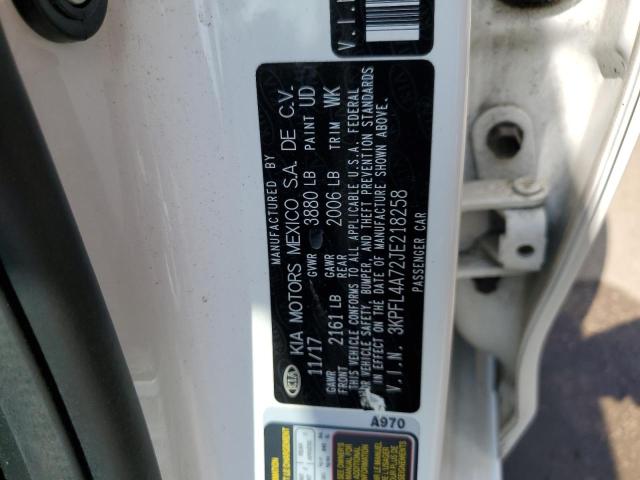 V.I.N
MANUFACTURED BY
KIA KIA MOTORS MEXICO S.A. DE C.V.
11/17 GVWR 3880 LB PAINT UD
GAWR FRONT 2161 LB GAWR REAR 2006 LB TRIM WK
THIS VEHICLE CONFORMS TO ALL APPLICABLE U.S.A. FEDERAL
MOTOR VEHICLE SAFETY, BUMPER, AND THEFT PREVENTION STANDARDS
IN EFFECT ON THE DATE OF MANUFACTURE SHOWN ABOVE.
V.I.N. 3KPFL4A72JE218258
PASSENGER CAR
A970